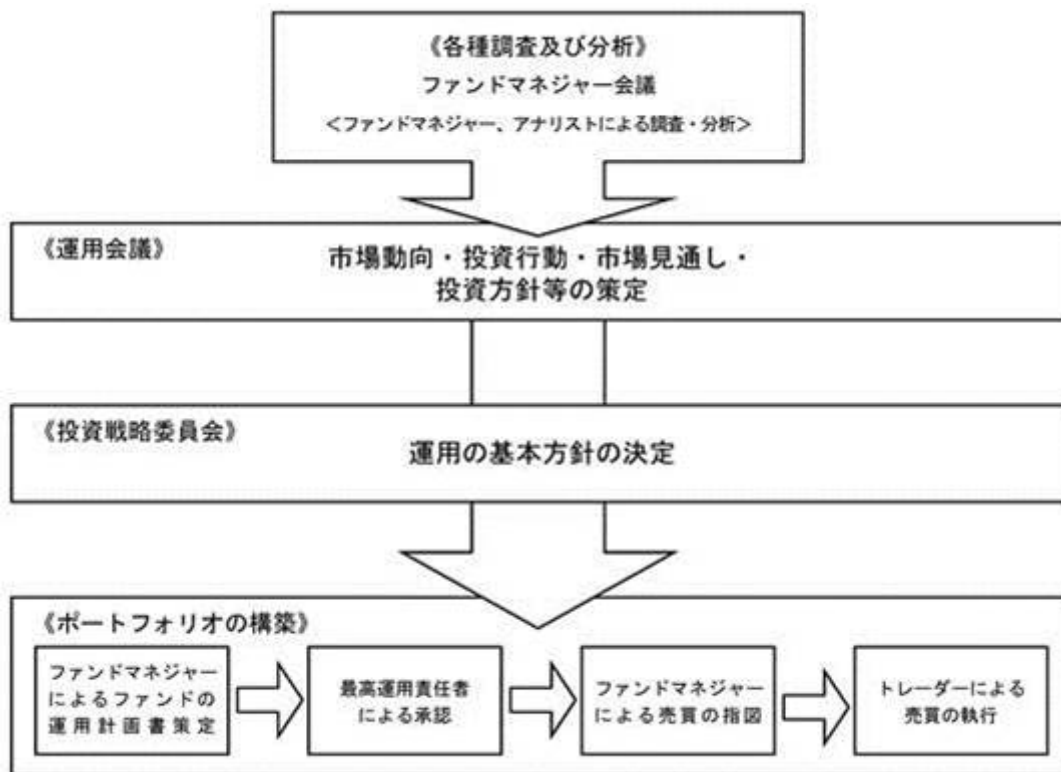 《各種調査及び分析》
ファンドマネジャー会議
＜ファンドマネジャー、アナリストによる調査・分析＞
《運用会議》
市場動向・投資行動・市場見通し・
投資方針等の策定
《投資戦略委員会》
運用の基本方針の決定
《ポートフォリオの構築》
ファンドマネジャー
によるファンドの
運用計画書策定
最高運用責任者
による承認
ファンドマネジャー
による売買の指図
トレーダーによる
売買の執行